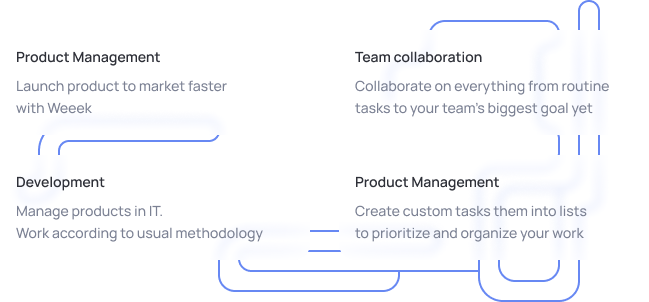 Product Management
Launch product to market faster
with Weeek
Team collaboration
Collaborate on everything from routine
tasks to your team's biggest goal yet
Development
Manage products in IT.
Work according to usual methodology
Product Management
Create custom tasks them into lists
to prioritize and organize your work